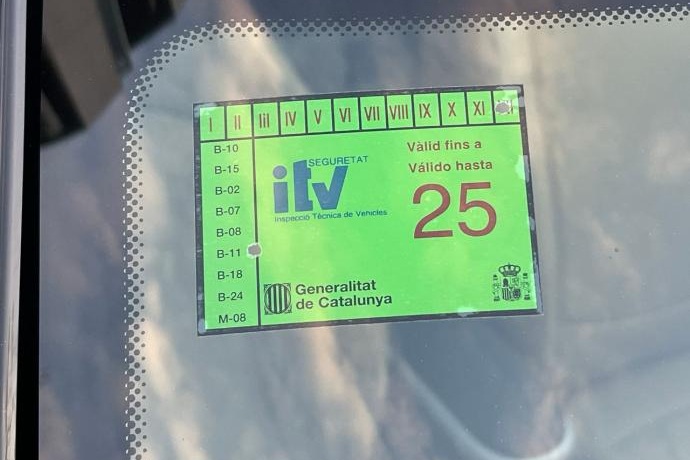 I II III IV V VI VII VIII IX X XI
B-10
B-15
B-02
B-07
B-08
B-11
B-18
B-24
M-08
SEGURETAT
itv
Inspecció Tècnica de Vehicles
Vàlid fins a
Válido hasta
25
Generalitat
de Catalunya